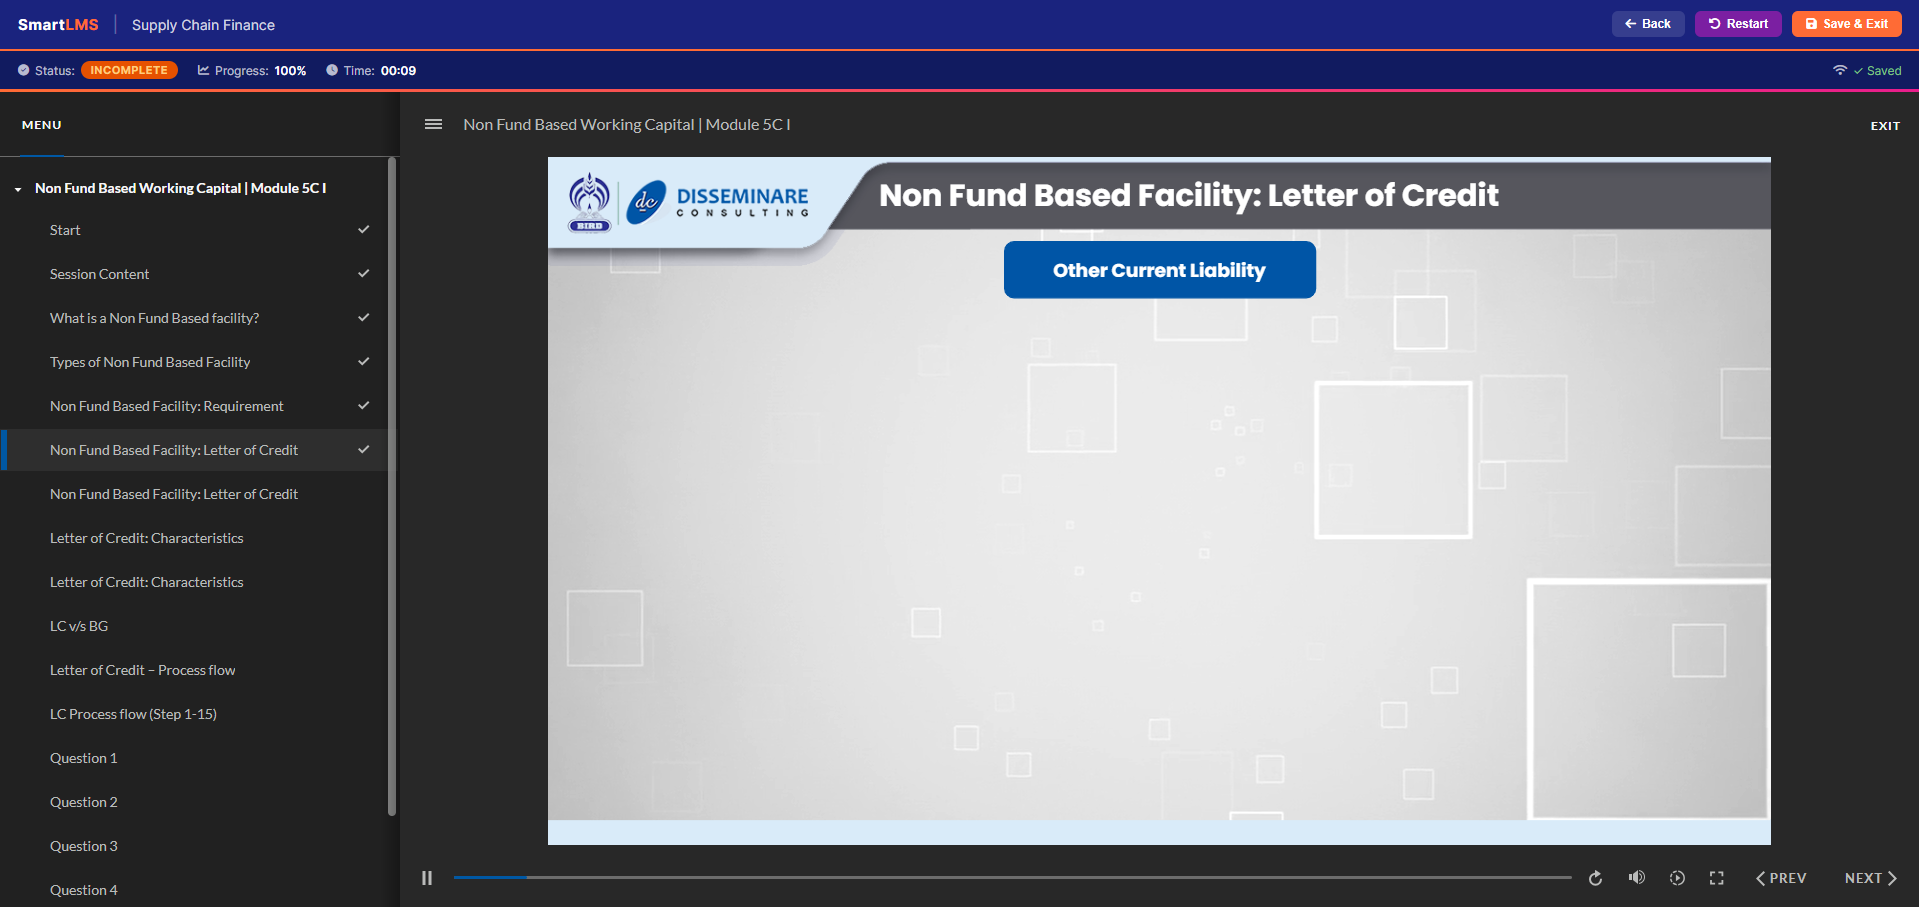 SmartLMS
Supply Chain Finance
Back
Restart
Save & Exit
Status: INCOMPLETE
Progress: 100%
Time: 00:09
Saved
MENU
Non Fund Based Working Capital | Module 5C I
EXIT
Non Fund Based Working Capital | Module 5C I
Start
Session Content
What is a Non Fund Based facility?
Types of Non Fund Based Facility
Non Fund Based Facility: Requirement
Non Fund Based Facility: Letter of Credit
Non Fund Based Facility: Letter of Credit
Letter of Credit: Characteristics
Letter of Credit: Characteristics
LC v/s BG
Letter of Credit – Process flow
LC Process flow (Step 1-15)
Question 1
Question 2
Question 3
Question 4
BIRD
dc
DISSEMINARE
CONSULTING
Non Fund Based Facility: Letter of Credit
Other Current Liability
PREV
NEXT